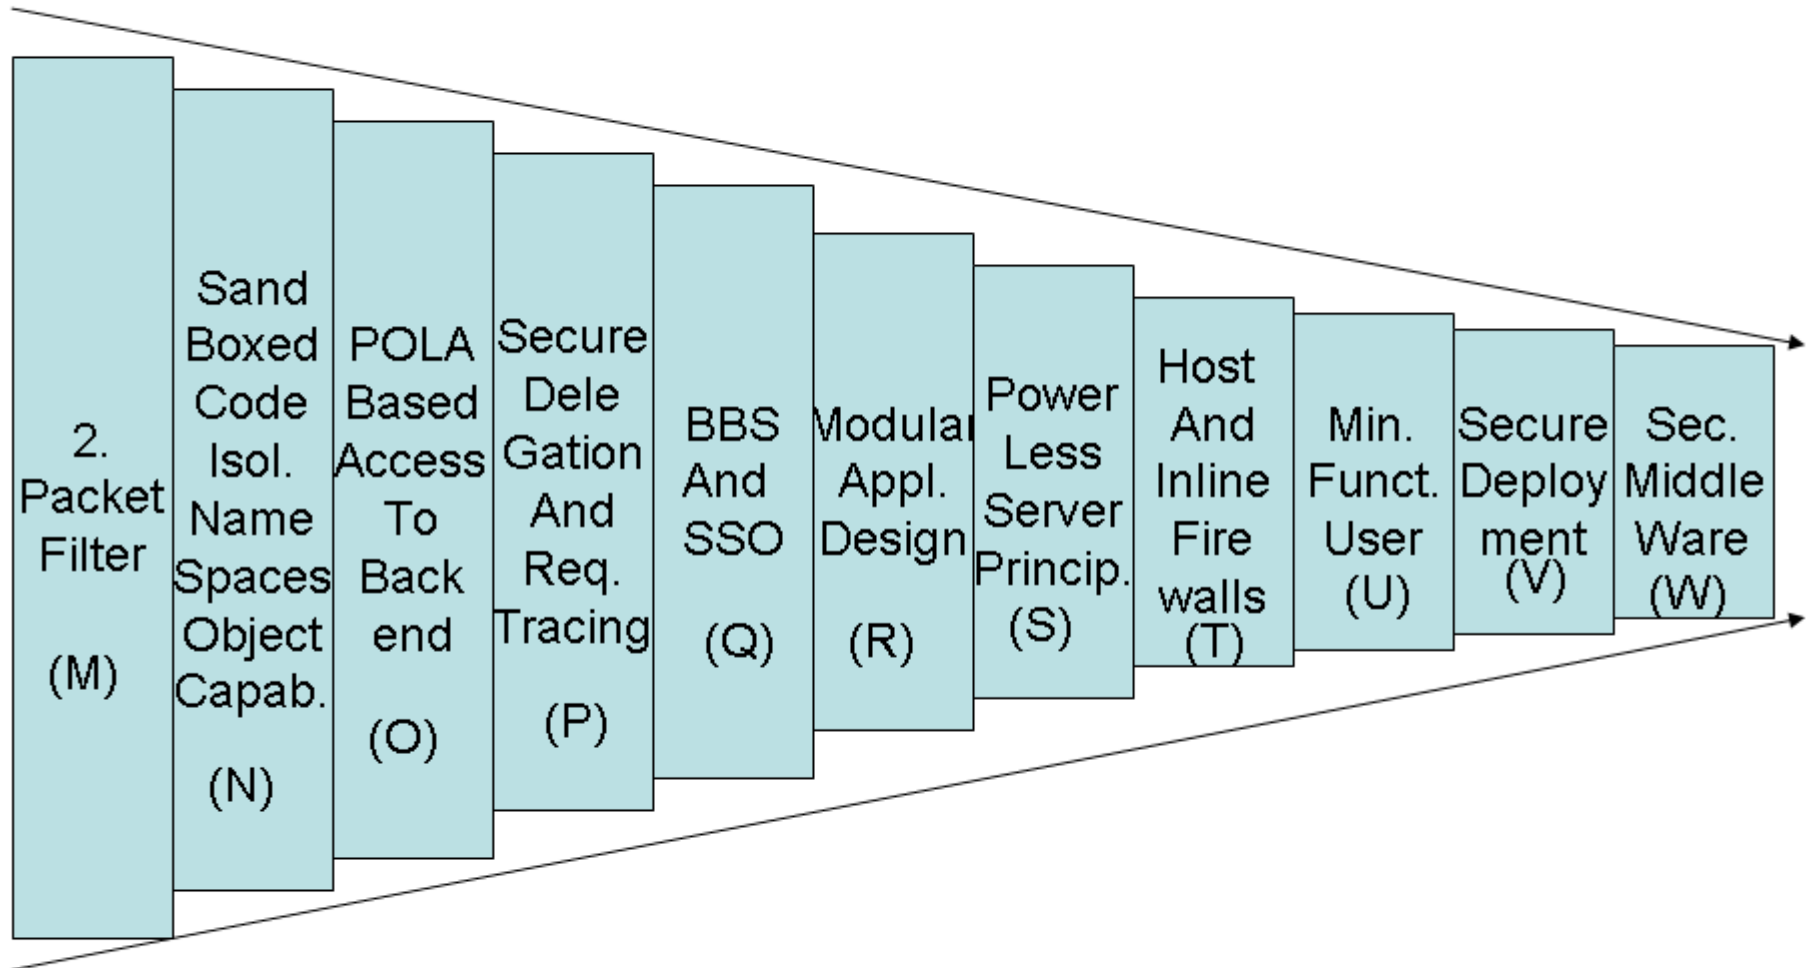 2.
Packet
Filter
(M)
Sand
Boxed
Code
Isol.
Name
Spaces
Object
Capab.
(N)
POLA
Based
Access
To
Back
end
(O)
Secure
Dele
Gation
And
Req.
Tracing
(P)
BBS
And
SSO
(Q)
Modular
Appl.
Design
(R)
Power
Less
Server
Princip.
(S)
Host
And
Inline
Fire
walls
(T)
Min.
Funct.
User
(U)
Secure
Deploy
ment
(V)
Sec.
Middle
Ware
(W)